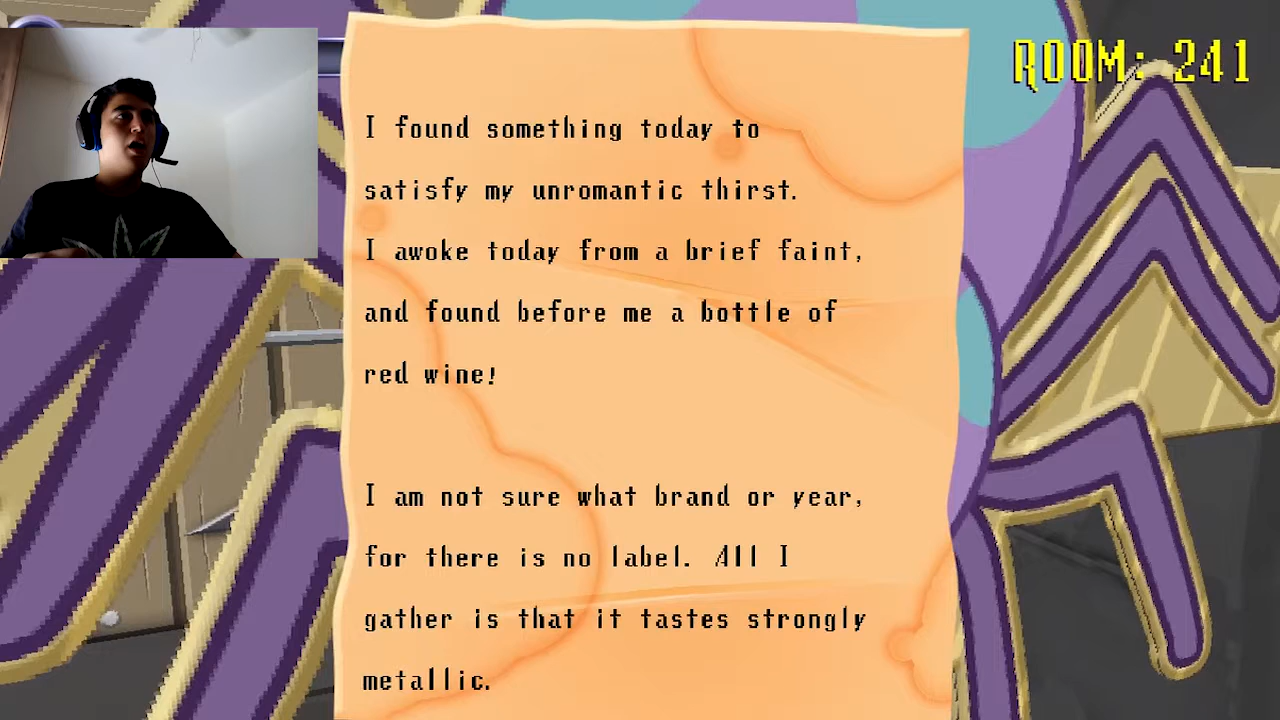 ROOM: 241
I found something today to
satisfy my unromantic thirst.
I awoke today from a brief faint,
and found before me a bottle of
red wine!
I am not sure what brand or year,
for there is no label. All I
gather is that it tastes strongly
metallic.